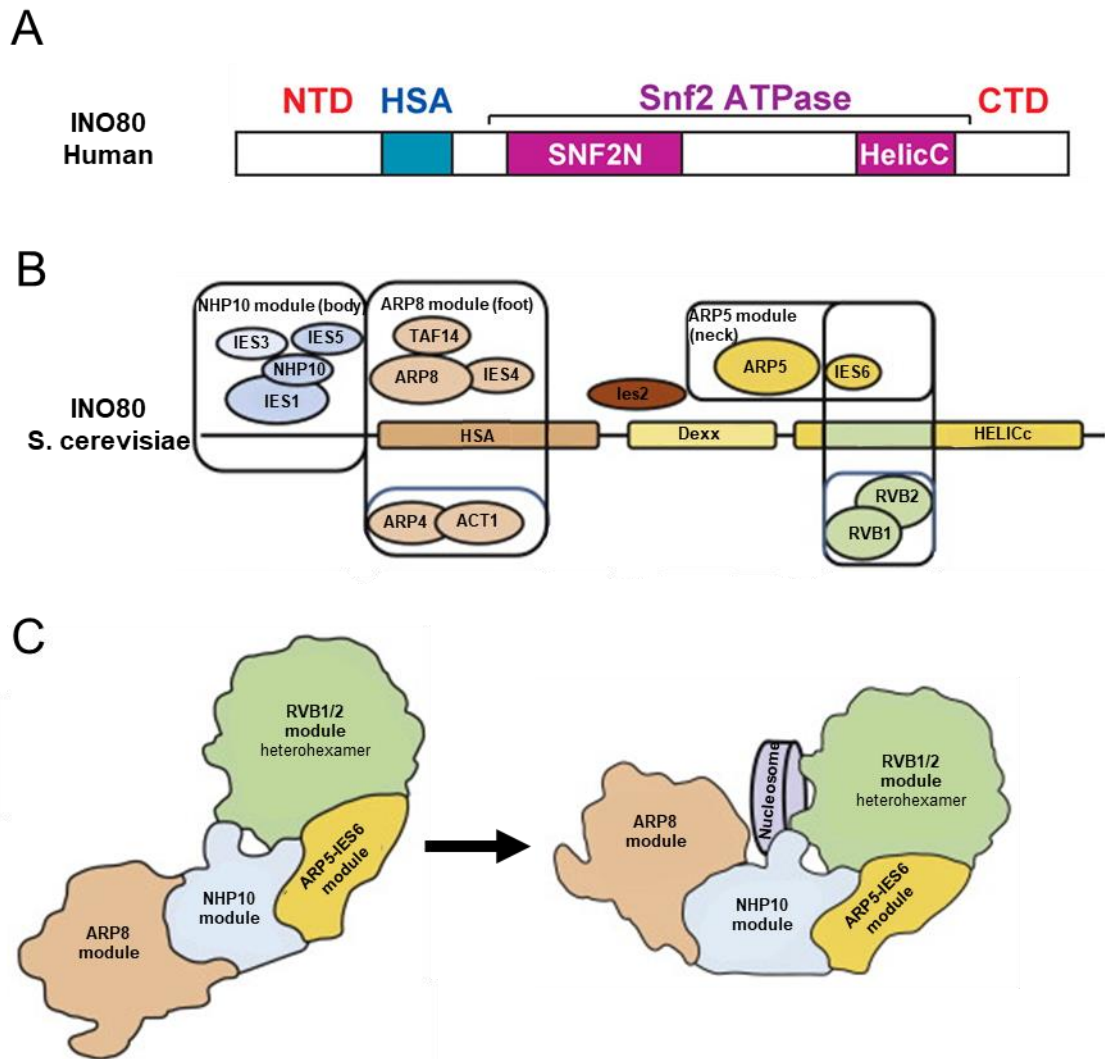 A
NTD HSA Snf2 ATPase CTD
INO80
Human
SNF2N HelicC
B
NHP10 module (body)
IES3 IES5
NHP10
IES1
ARP8 module (foot)
TAF14
ARP8 IES4
ARP5 module
(neck)
ARP5 IES6
Ies2
INO80
S. cerevisiae
HSA Dexx HELICc
ARP4 ACT1
RVB2
RVB1
C
RVB1/2
module
heterohexamer
ARP5-IES6
module
NHP10
module
ARP8
module
ARP8
module
Nucleosome
RVB1/2
module
heterohexamer
NHP10
module
ARP5-IES6
module